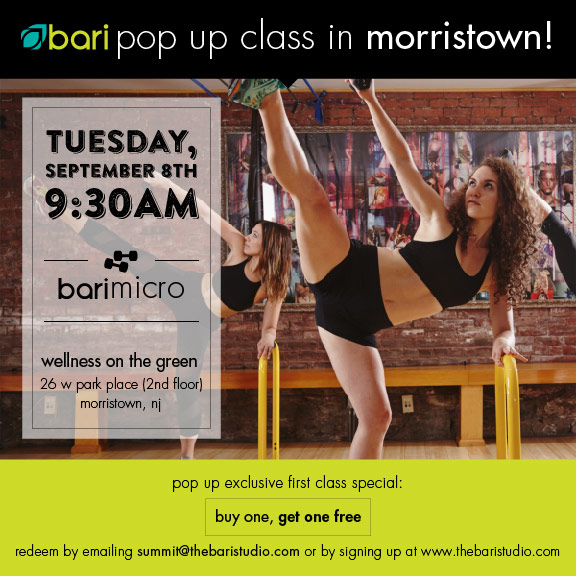 bari pop up class in morristown!
TUESDAY,
SEPTEMBER 8TH
9:30AM
barimicro
wellness on the green
26 w park place (2nd floor)
morristown, nj
pop up exclusive first class special:
buy one, get one free
redeem by emailing summit@thebaristudio.com or by signing up at www.thebaristudio.com